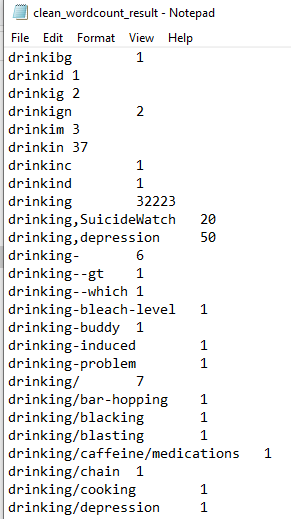 clean_wordcount_result - Notepad
File Edit Format View Help
drinkibg 1
drinkid 1
drinkig 2
drinkign 2
drinkim 3
drinkin 37
drinkinc 1
drinkind 1
drinking 32223
drinking,SuicideWatch 20
drinking,depression 50
drinking- 6
drinking--gt 1
drinking--which 1
drinking-bleach-level 1
drinking-buddy 1
drinking-induced 1
drinking-problem 1
drinking/ 7
drinking/bar-hopping 1
drinking/blacking 1
drinking/blasting 1
drinking/caffeine/medications 1
drinking/chain 1
drinking/cooking 1
drinking/depression 1